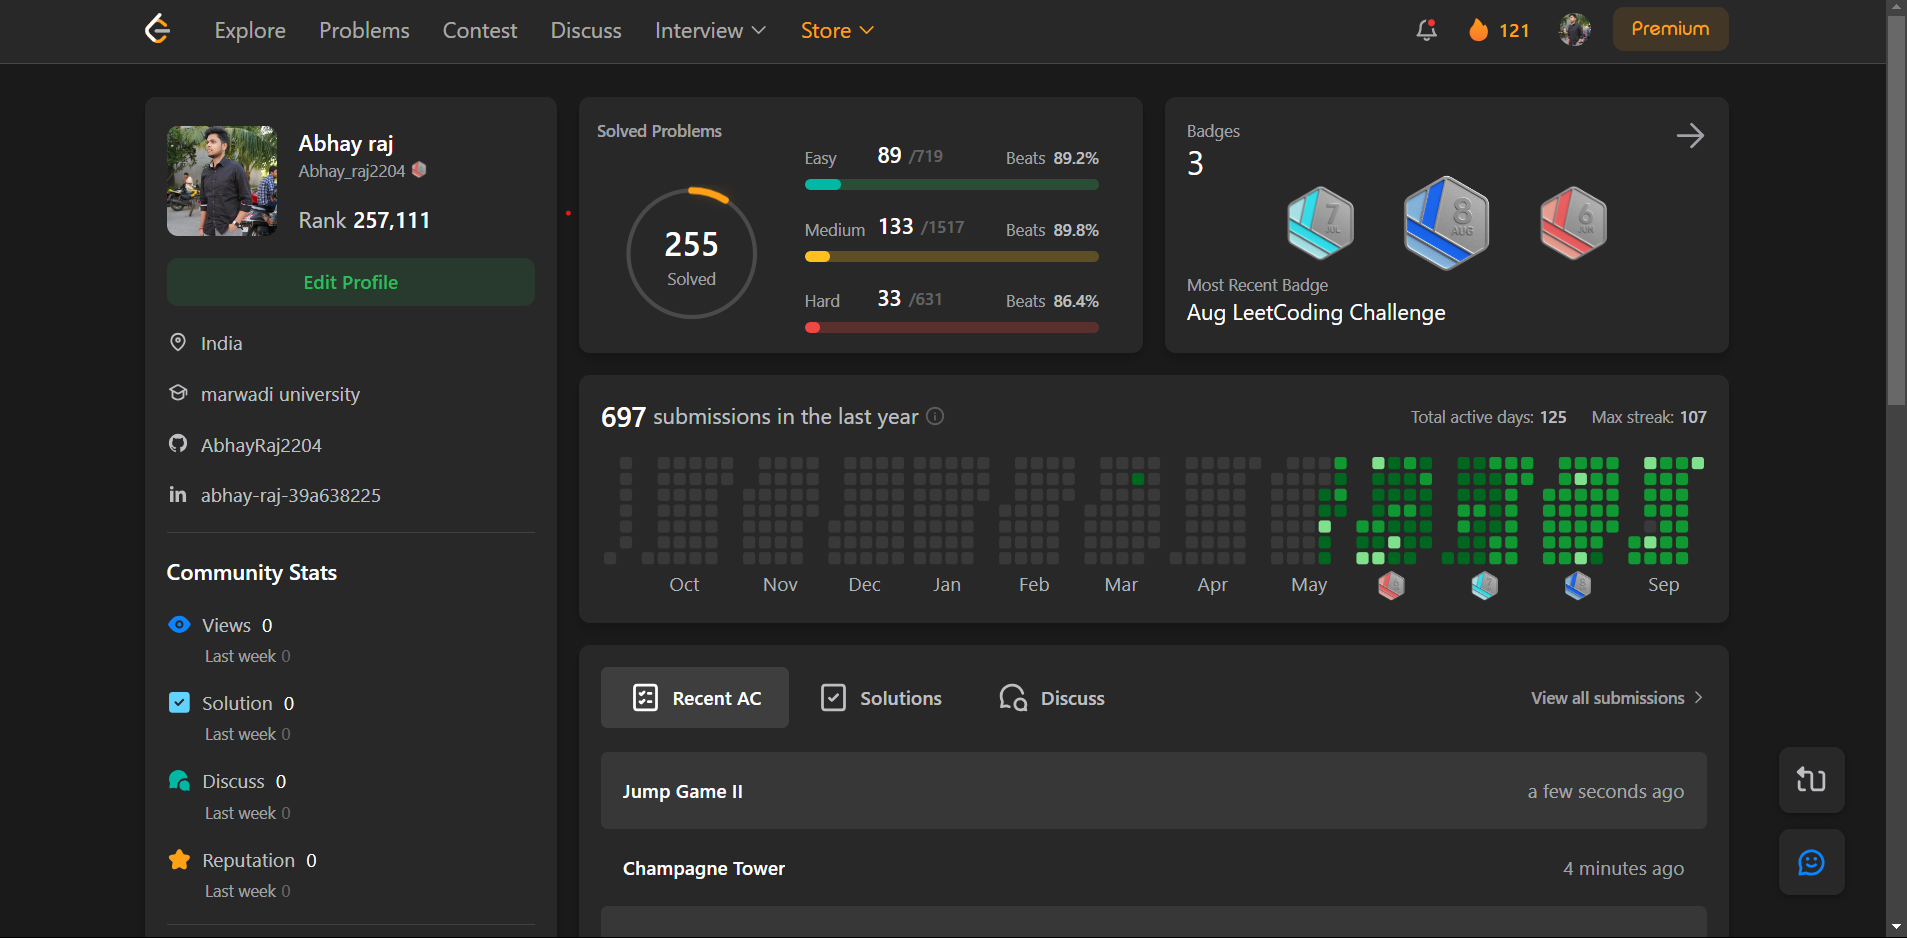 Explore Problems Contest Discuss Interview Store 121 Premium
Abhay raj
Abhay_raj2204
Rank 257,111
Edit Profile
India
marwadi university
AbhayRaj2204
abhay-raj-39a638225
Community Stats
Views 0
Last week 0
Solution 0
Last week 0
Discuss 0
Last week 0
Reputation 0
Last week 0
Solved Problems
255
Solved
Easy 89 /719 Beats 89.2%
Medium 133 /1517 Beats 89.8%
Hard 33 /631 Beats 86.4%
Badges
3
7 JUL
8 AUG
6 JUN
Most Recent Badge
Aug LeetCoding Challenge
697 submissions in the last year Total active days: 125 Max streak: 107
Oct Nov Dec Jan Feb Mar Apr May Sep
Recent AC Solutions Discuss View all submissions
Jump Game II a few seconds ago
Champagne Tower 4 minutes ago